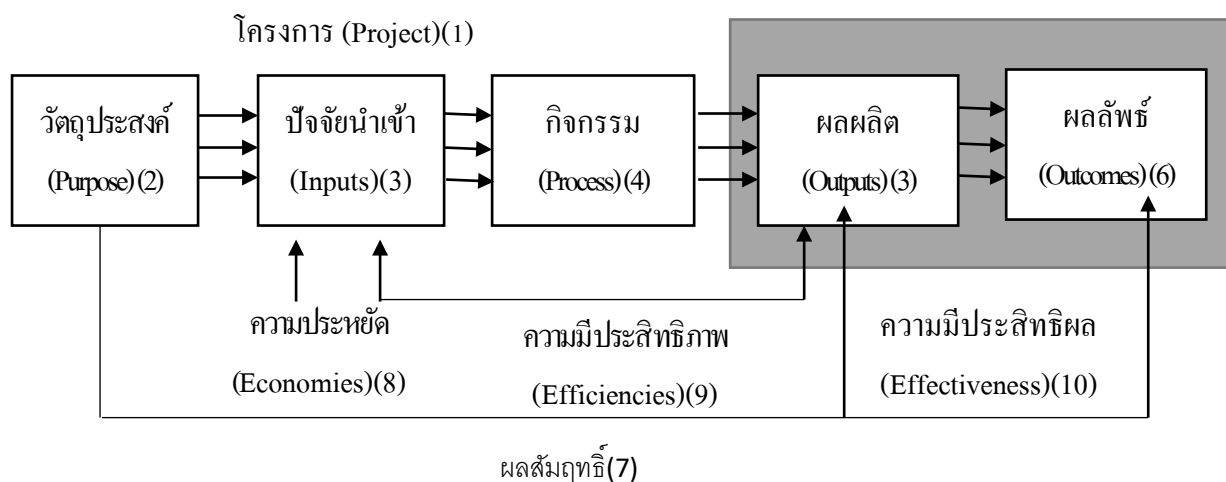 โครงการ (Project)(1)
วัตถุประสงค์
(Purpose)(2)
ปัจจัยนำเข้า
(Inputs)(3)
กิจกรรม
(Process)(4)
ผลผลิต
(Outputs)(3)
ผลลัพธ์
(Outcomes)(6)
ความประหยัด
(Economies)(8)
ความมีประสิทธิภาพ
(Efficiencies)(9)
ความมีประสิทธิผล
(Effectiveness)(10)
ผลสัมฤทธิ์(7)